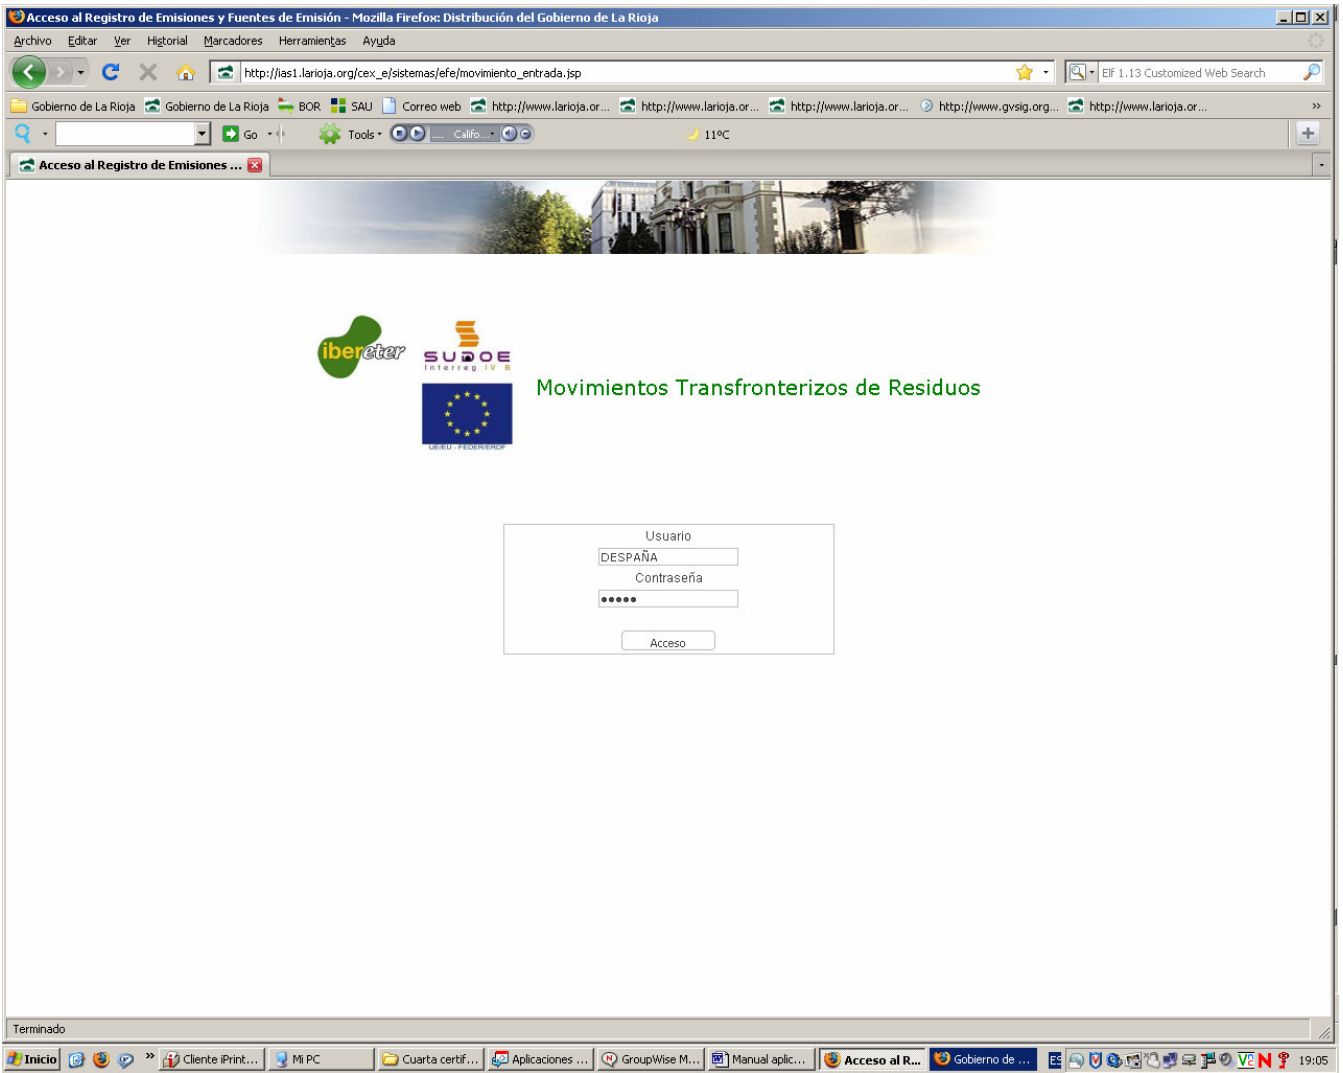 Acceso al Registro de Emisiones y Fuentes de Emisión - Mozilla Firefox: Distribución del Gobierno de La Rioja
Archivo Editar Ver Historial Marcadores Herramientas Ayuda
http://ias1.larioja.org/cex_e/sistemas/efe/movimiento_entrada.jsp Elf 1.13 Customized Web Search
Gobierno de La Rioja Gobierno de La Rioja BOR SAU Correo web http://www.larioja.or... http://www.larioja.or... http://www.larioja.or... http://www.gvsig.org... http://www.larioja.or... »
Go Tools Califo... 11ºC
Acceso al Registro de Emisiones ...
ibereter
SUDOE
Interreg IV B
Movimientos Transfronterizos de Residuos
UE/EU - FEDER/ERDF
Usuario
DESPAÑA
Contraseña
•••••
Acceso
Terminado
Inicio » Cliente iPrint... Mi PC Cuarta certif... Aplicaciones ... GroupWise M... Manual aplic... Acceso al R... Gobierno de ... ES 19:05